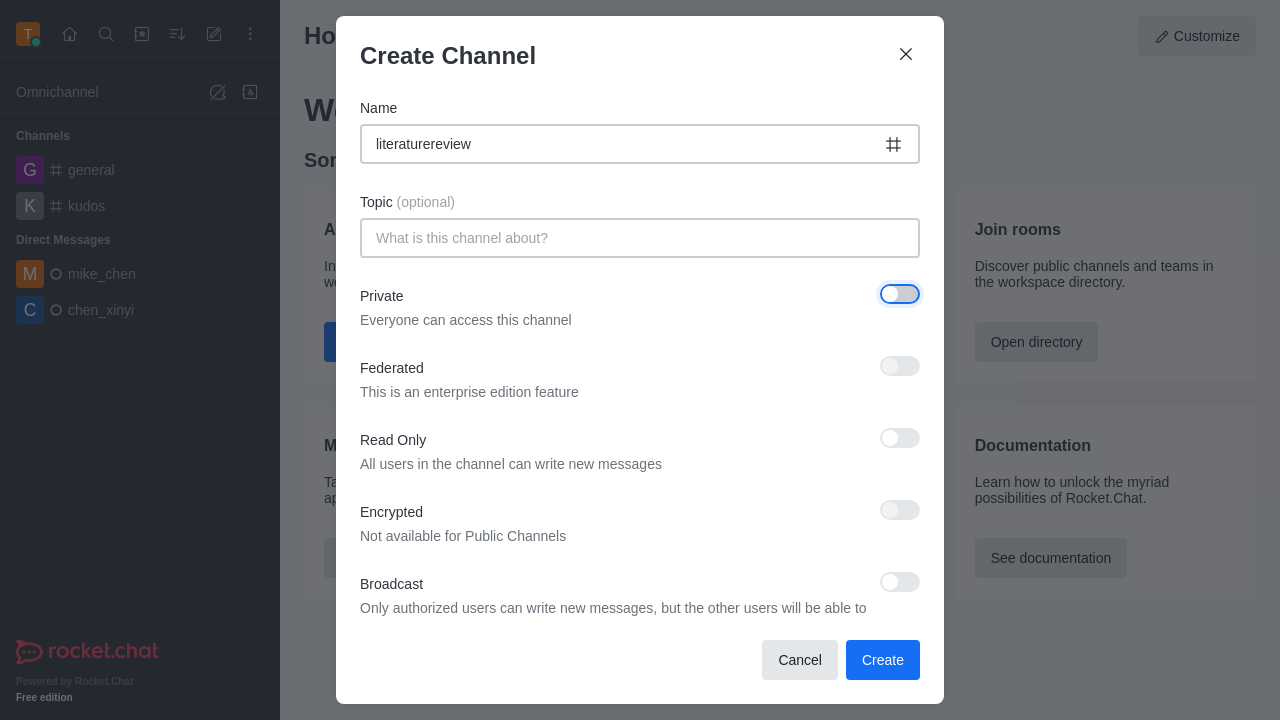 T
Omnichannel
Channels
G general
K kudos
Direct Messages
M mike_chen
C chen_xinyi
rocket.chat
Powered by Rocket.Chat
Free edition
Ho
Customize
We
Son
Join rooms
Discover public channels and teams in
the workspace directory.
Open directory
Documentation
Learn how to unlock the myriad
possibilities of Rocket.Chat.
See documentation
Create Channel
Name
literaturereview
Topic (optional)
What is this channel about?
Private
Everyone can access this channel
Federated
This is an enterprise edition feature
Read Only
All users in the channel can write new messages
Encrypted
Not available for Public Channels
Broadcast
Only authorized users can write new messages, but the other users will be able to
Cancel
Create